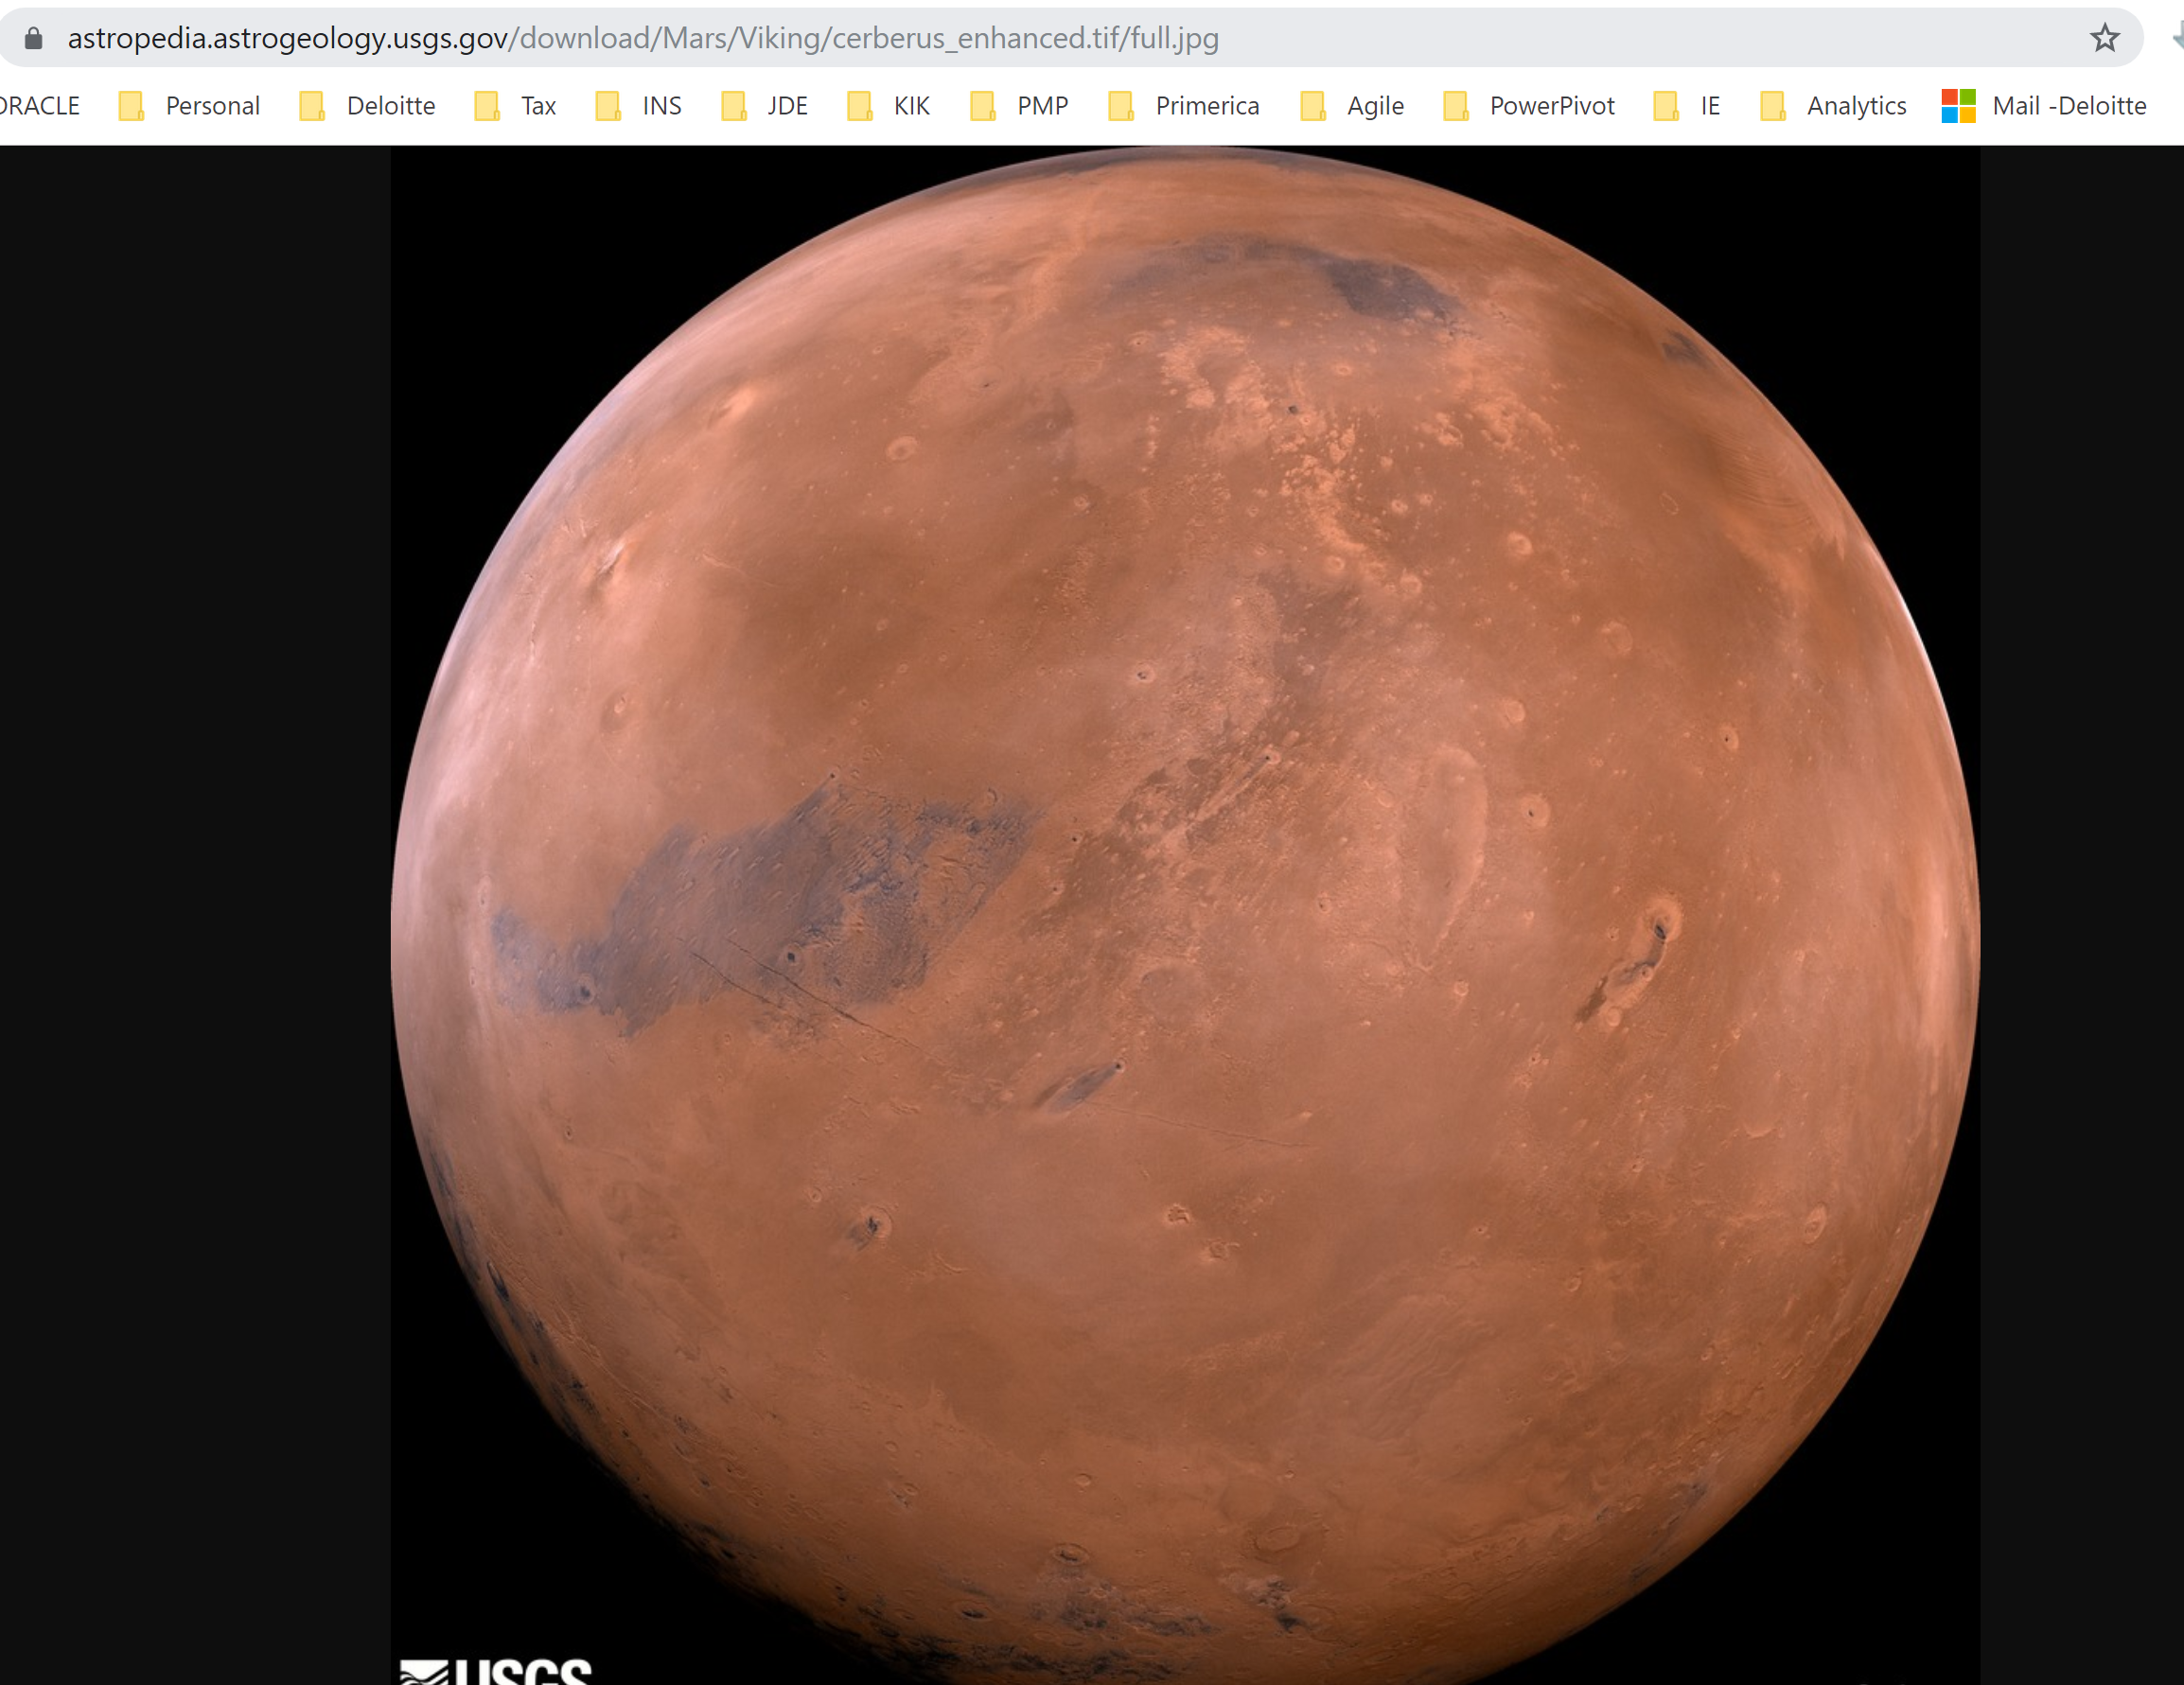 astropedia.astrogeology.usgs.gov/download/Mars/Viking/cerberus_enhanced.tif/full.jpg
ORACLE Personal Deloitte Tax INS JDE KIK PMP Primerica Agile PowerPivot IE Analytics Mail -Deloitte
USGS